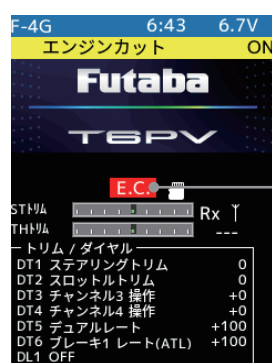 F-4G 6:43 6.7V
エンジンカット ON
Futaba
T6PV
E.C.
STトリム Rx
THトリム ---
トリム / ダイヤル
DT1 ステアリングトリム 0
DT2 スロットルトリム 0
DT3 チャンネル3 操作 +0
DT4 チャンネル4 操作 +0
DT5 デュアルレート +100
DT6 ブレーキ1 レート(ATL) +100
DL1 OFF